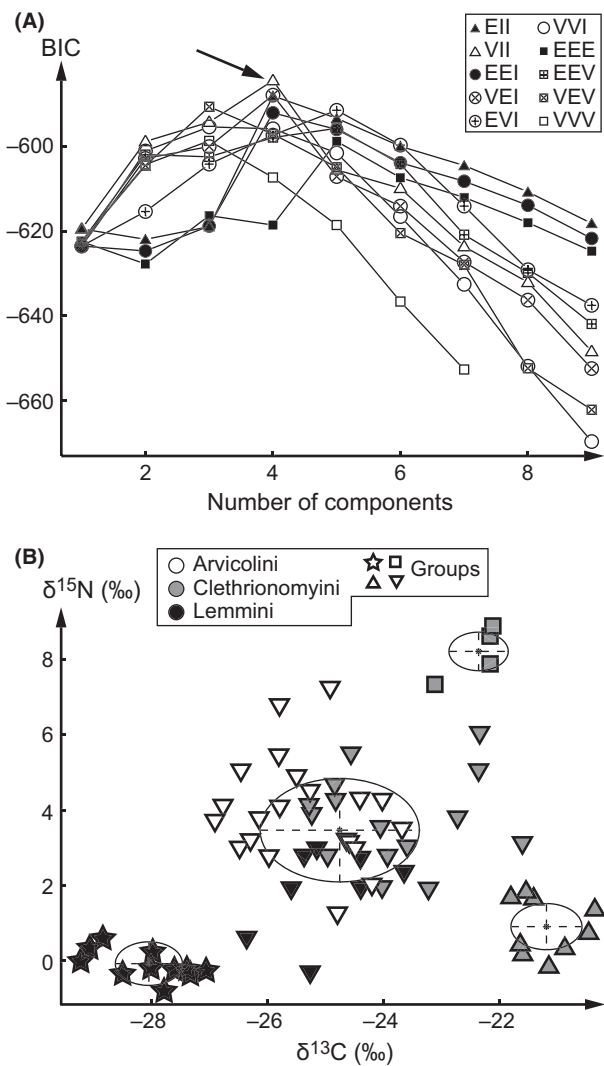 (A)
BIC
EII VVI
VII EEE
EEI EEV
VEI VEV
EVI VVV
–600
–620
–640
–660
2 4 6 8
Number of components
(B)
δ15N (‰)
Arvicolini
Clethrionomyini
Lemmini
Groups
8
6
4
2
0
–28 –26 –24 –22
δ13C (‰)